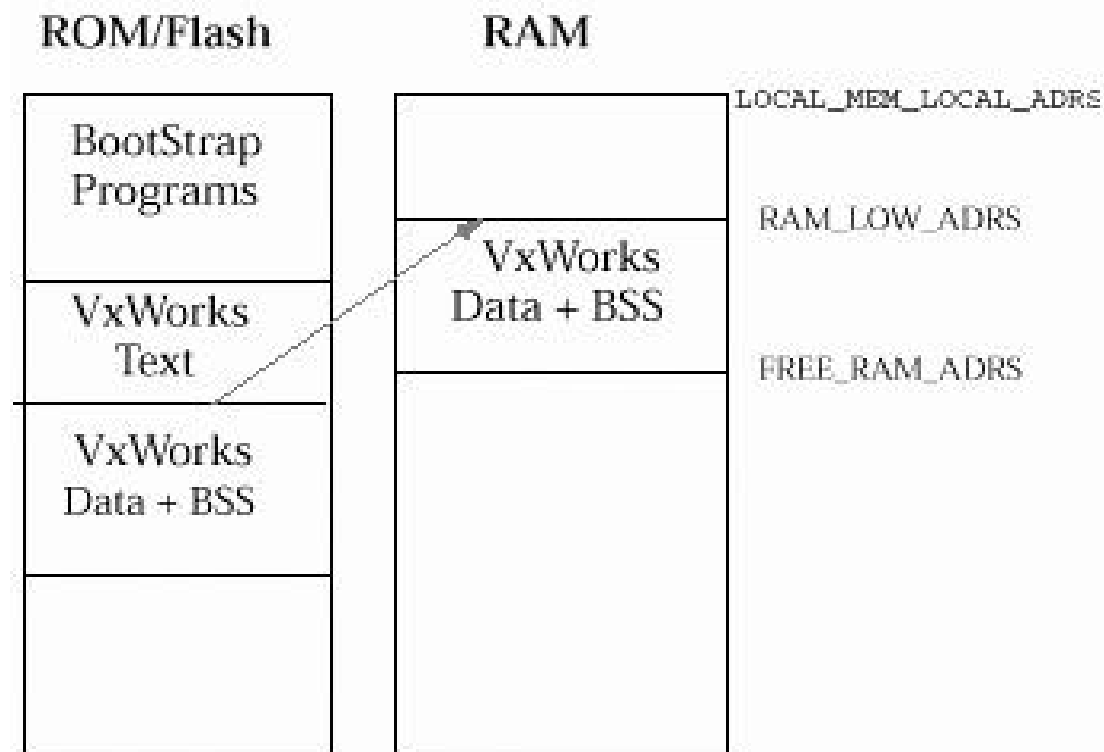 ROM/Flash
RAM
BootStrap
Programs
VxWorks
Text
VxWorks
Data + BSS
VxWorks
Data + BSS
LOCAL_MEM_LOCAL_ADRS
RAM_LOW_ADRS
FREE_RAM_ADRS